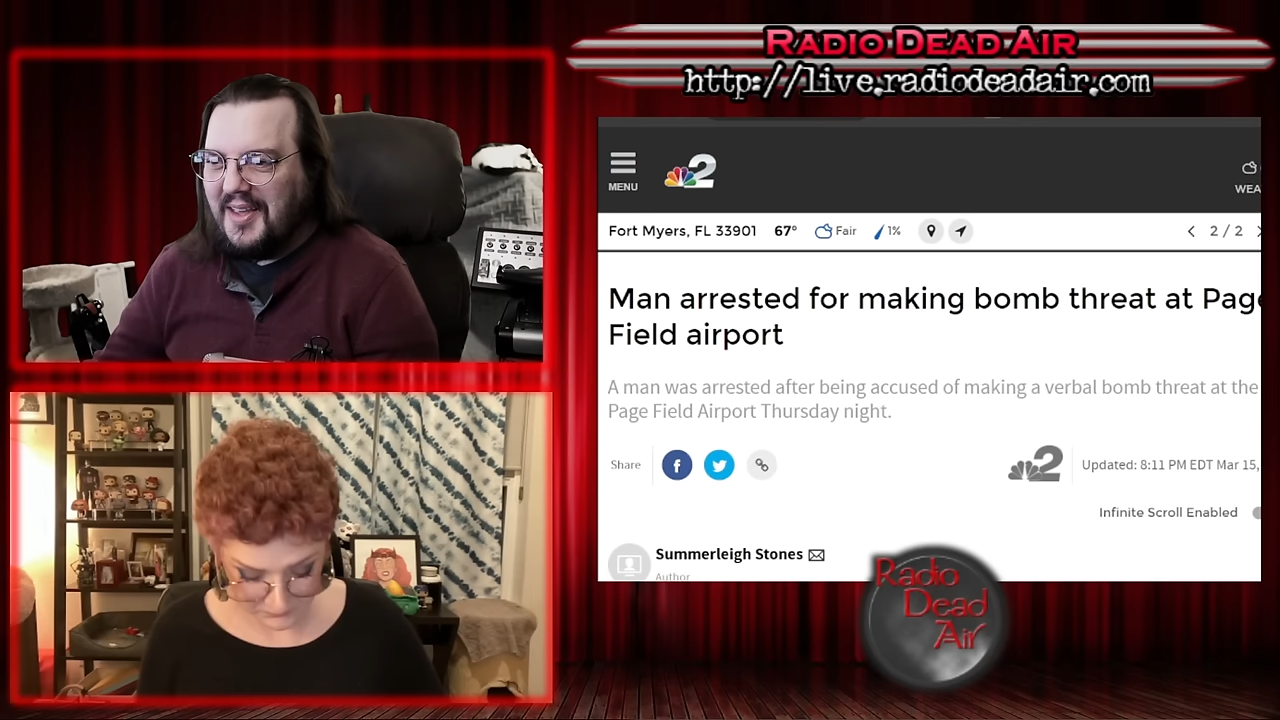 RADIO DEAD AIR
http://live.radiodeadair.com
MENU
2
WEA
Fort Myers, FL 33901 67° Fair 1% 2 / 2
Man arrested for making bomb threat at Page
Field airport
A man was arrested after being accused of making a verbal bomb threat at the
Page Field Airport Thursday night.
Share
f
2
Updated: 8:11 PM EDT Mar 15,
Infinite Scroll Enabled
Summerleigh Stones
Author
Radio
Dead
Air